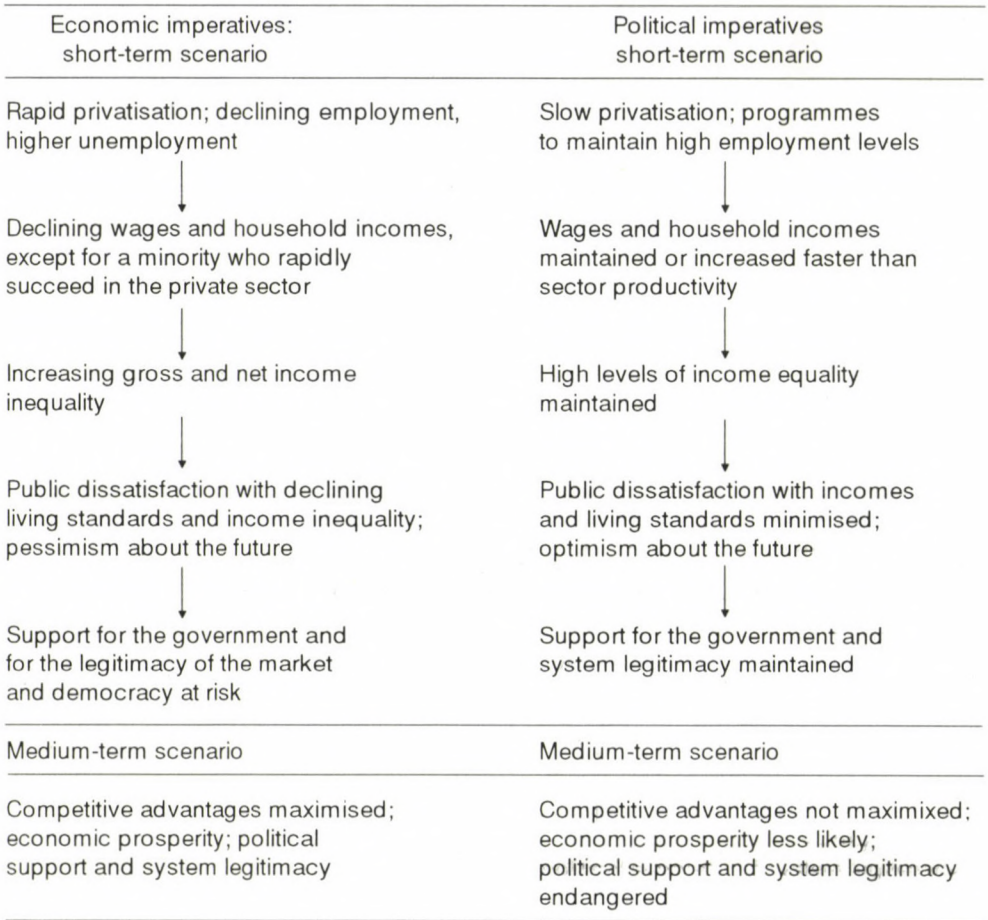 Economic imperatives:
short-term scenario
Political imperatives
short-term scenario
Rapid privatisation; declining employment,
higher unemployment
Slow privatisation; programmes
to maintain high employment levels
Declining wages and household incomes,
except for a minority who rapidly
succeed in the private sector
Wages and household incomes
maintained or increased faster than
sector productivity
Increasing gross and net income
inequality
High levels of income equality
maintained
Public dissatisfaction with declining
living standards and income inequality;
pessimism about the future
Public dissatisfaction with incomes
and living standards minimised;
optimism about the future
Support for the government and
for the legitimacy of the market
and democracy at risk
Support for the government and
system legitimacy maintained
Medium-term scenario
Medium-term scenario
Competitive advantages maximised;
economic prosperity; political
support and system legitimacy
Competitive advantages not maximixed;
economic prosperity less likely;
political support and system legitimacy
endangered